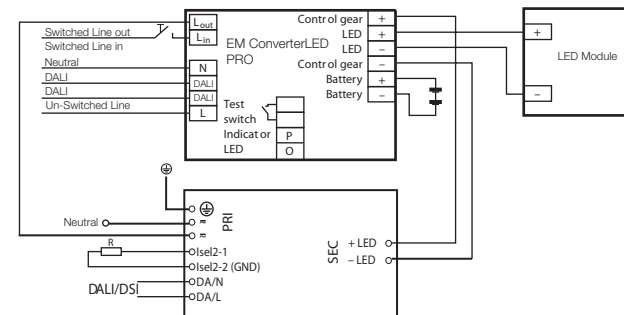 Switched Line out
Switched Line in
Neutral
DALI
DALI
Un-Switched Line
Lout
Lin
N
DALI
DALI
L
EM ConverterLED
PRO
Test
switch
Indicator
LED
P
O
Control gear +
LED +
LED –
Control gear –
Battery +
Battery –
+
–
LED Module
Neutral
PRI
≂
≂
R
Isel2-1
Isel2-2 (GND)
DALI/DSI
DA/N
DA/L
SEC
+ LED
– LED